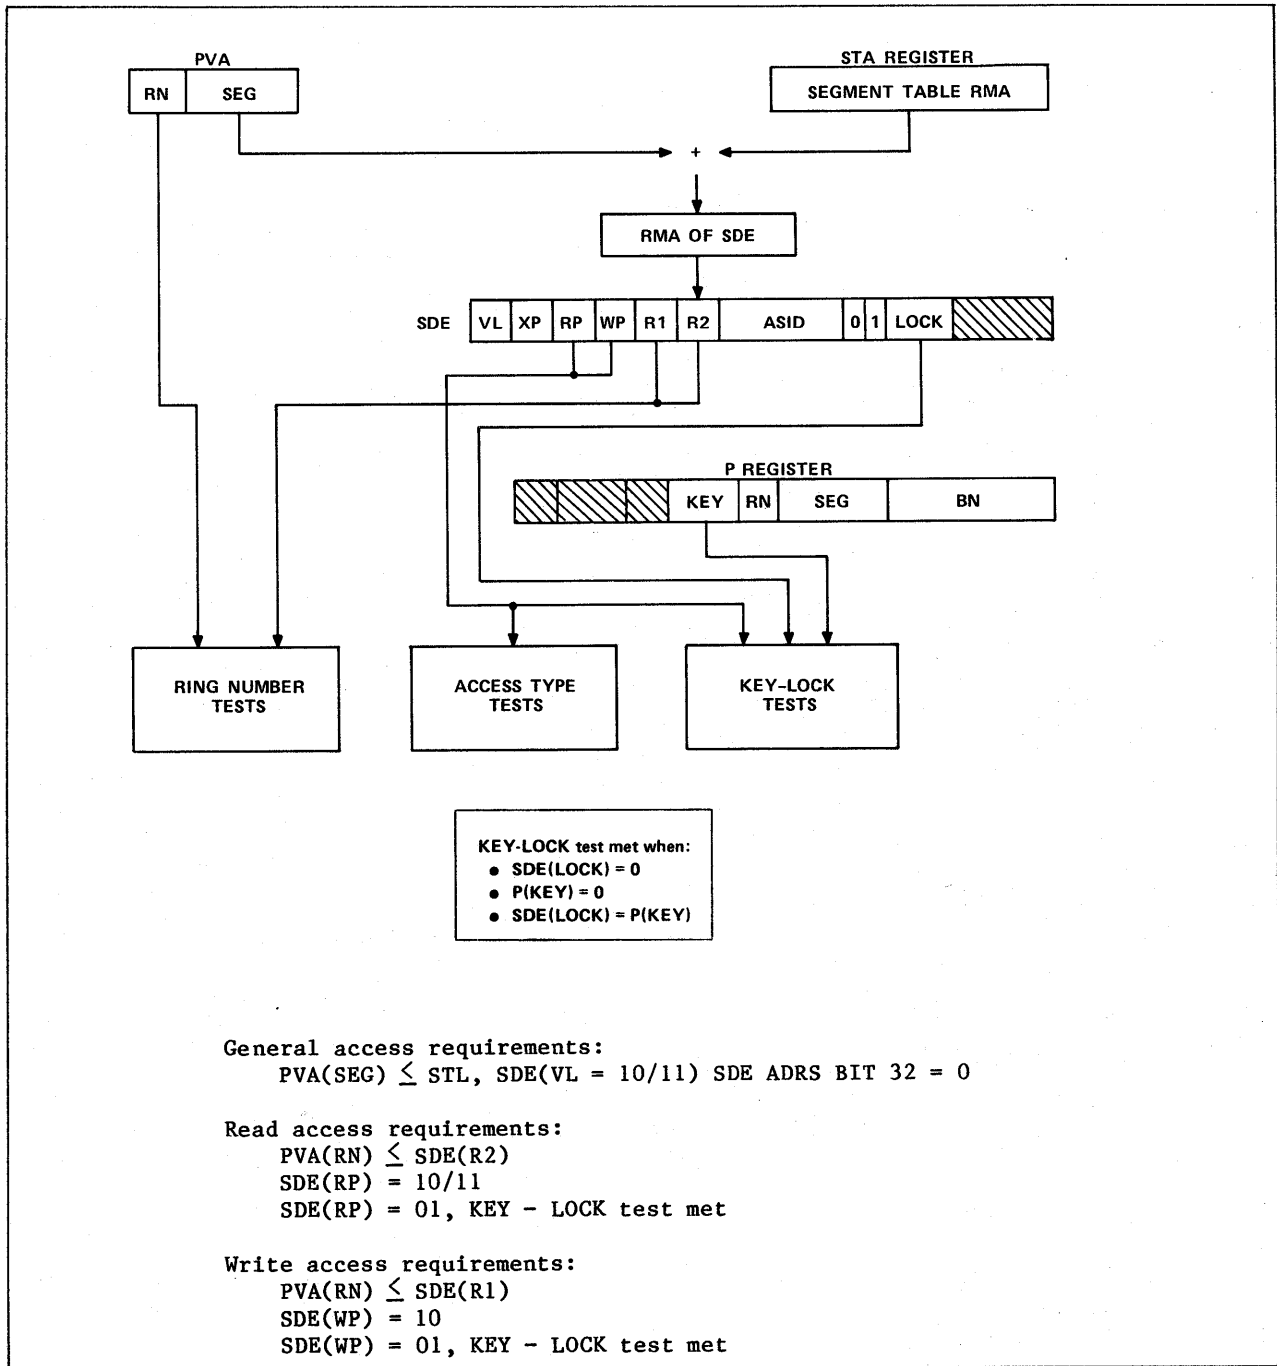 PVA
STA REGISTER
RN SEG
SEGMENT TABLE RMA
+
RMA OF SDE
SDE VL XP RP WP R1 R2 ASID 0 1 LOCK
P REGISTER
KEY RN SEG BN
RING NUMBER
TESTS
ACCESS TYPE
TESTS
KEY-LOCK
TESTS
KEY-LOCK test met when:
● SDE(LOCK) = 0
● P(KEY) = 0
● SDE(LOCK) = P(KEY)
General access requirements:
PVA(SEG) ≤ STL, SDE(VL = 10/11) SDE ADRS BIT 32 = 0
Read access requirements:
PVA(RN) ≤ SDE(R2)
SDE(RP) = 10/11
SDE(RP) = 01, KEY - LOCK test met
Write access requirements:
PVA(RN) ≤ SDE(R1)
SDE(WP) = 10
SDE(WP) = 01, KEY - LOCK test met